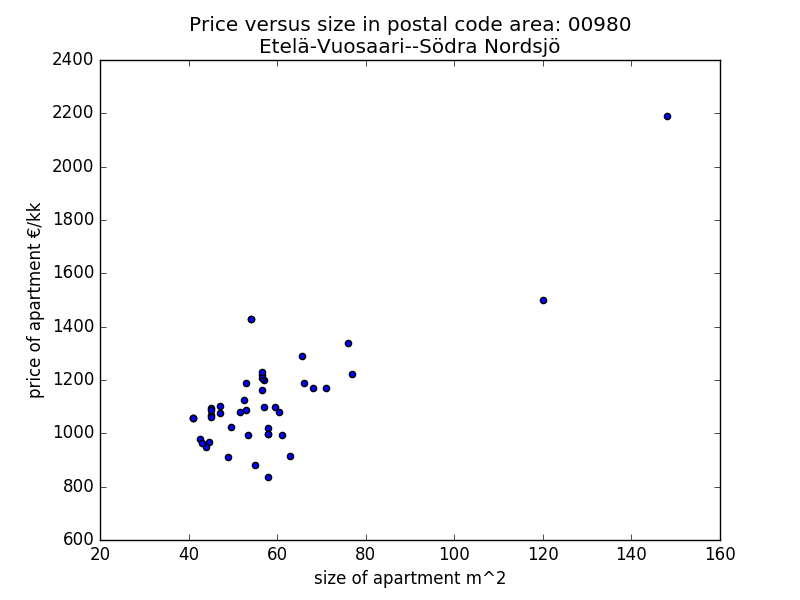 Price versus size in postal code area: 00980
Etelä-Vuosaari--Södra Nordsjö
2400
2200
2000
1800
1600
1400
1200
1000
800
600
price of apartment €/kk
20 40 60 80 100 120 140 160
size of apartment m^2